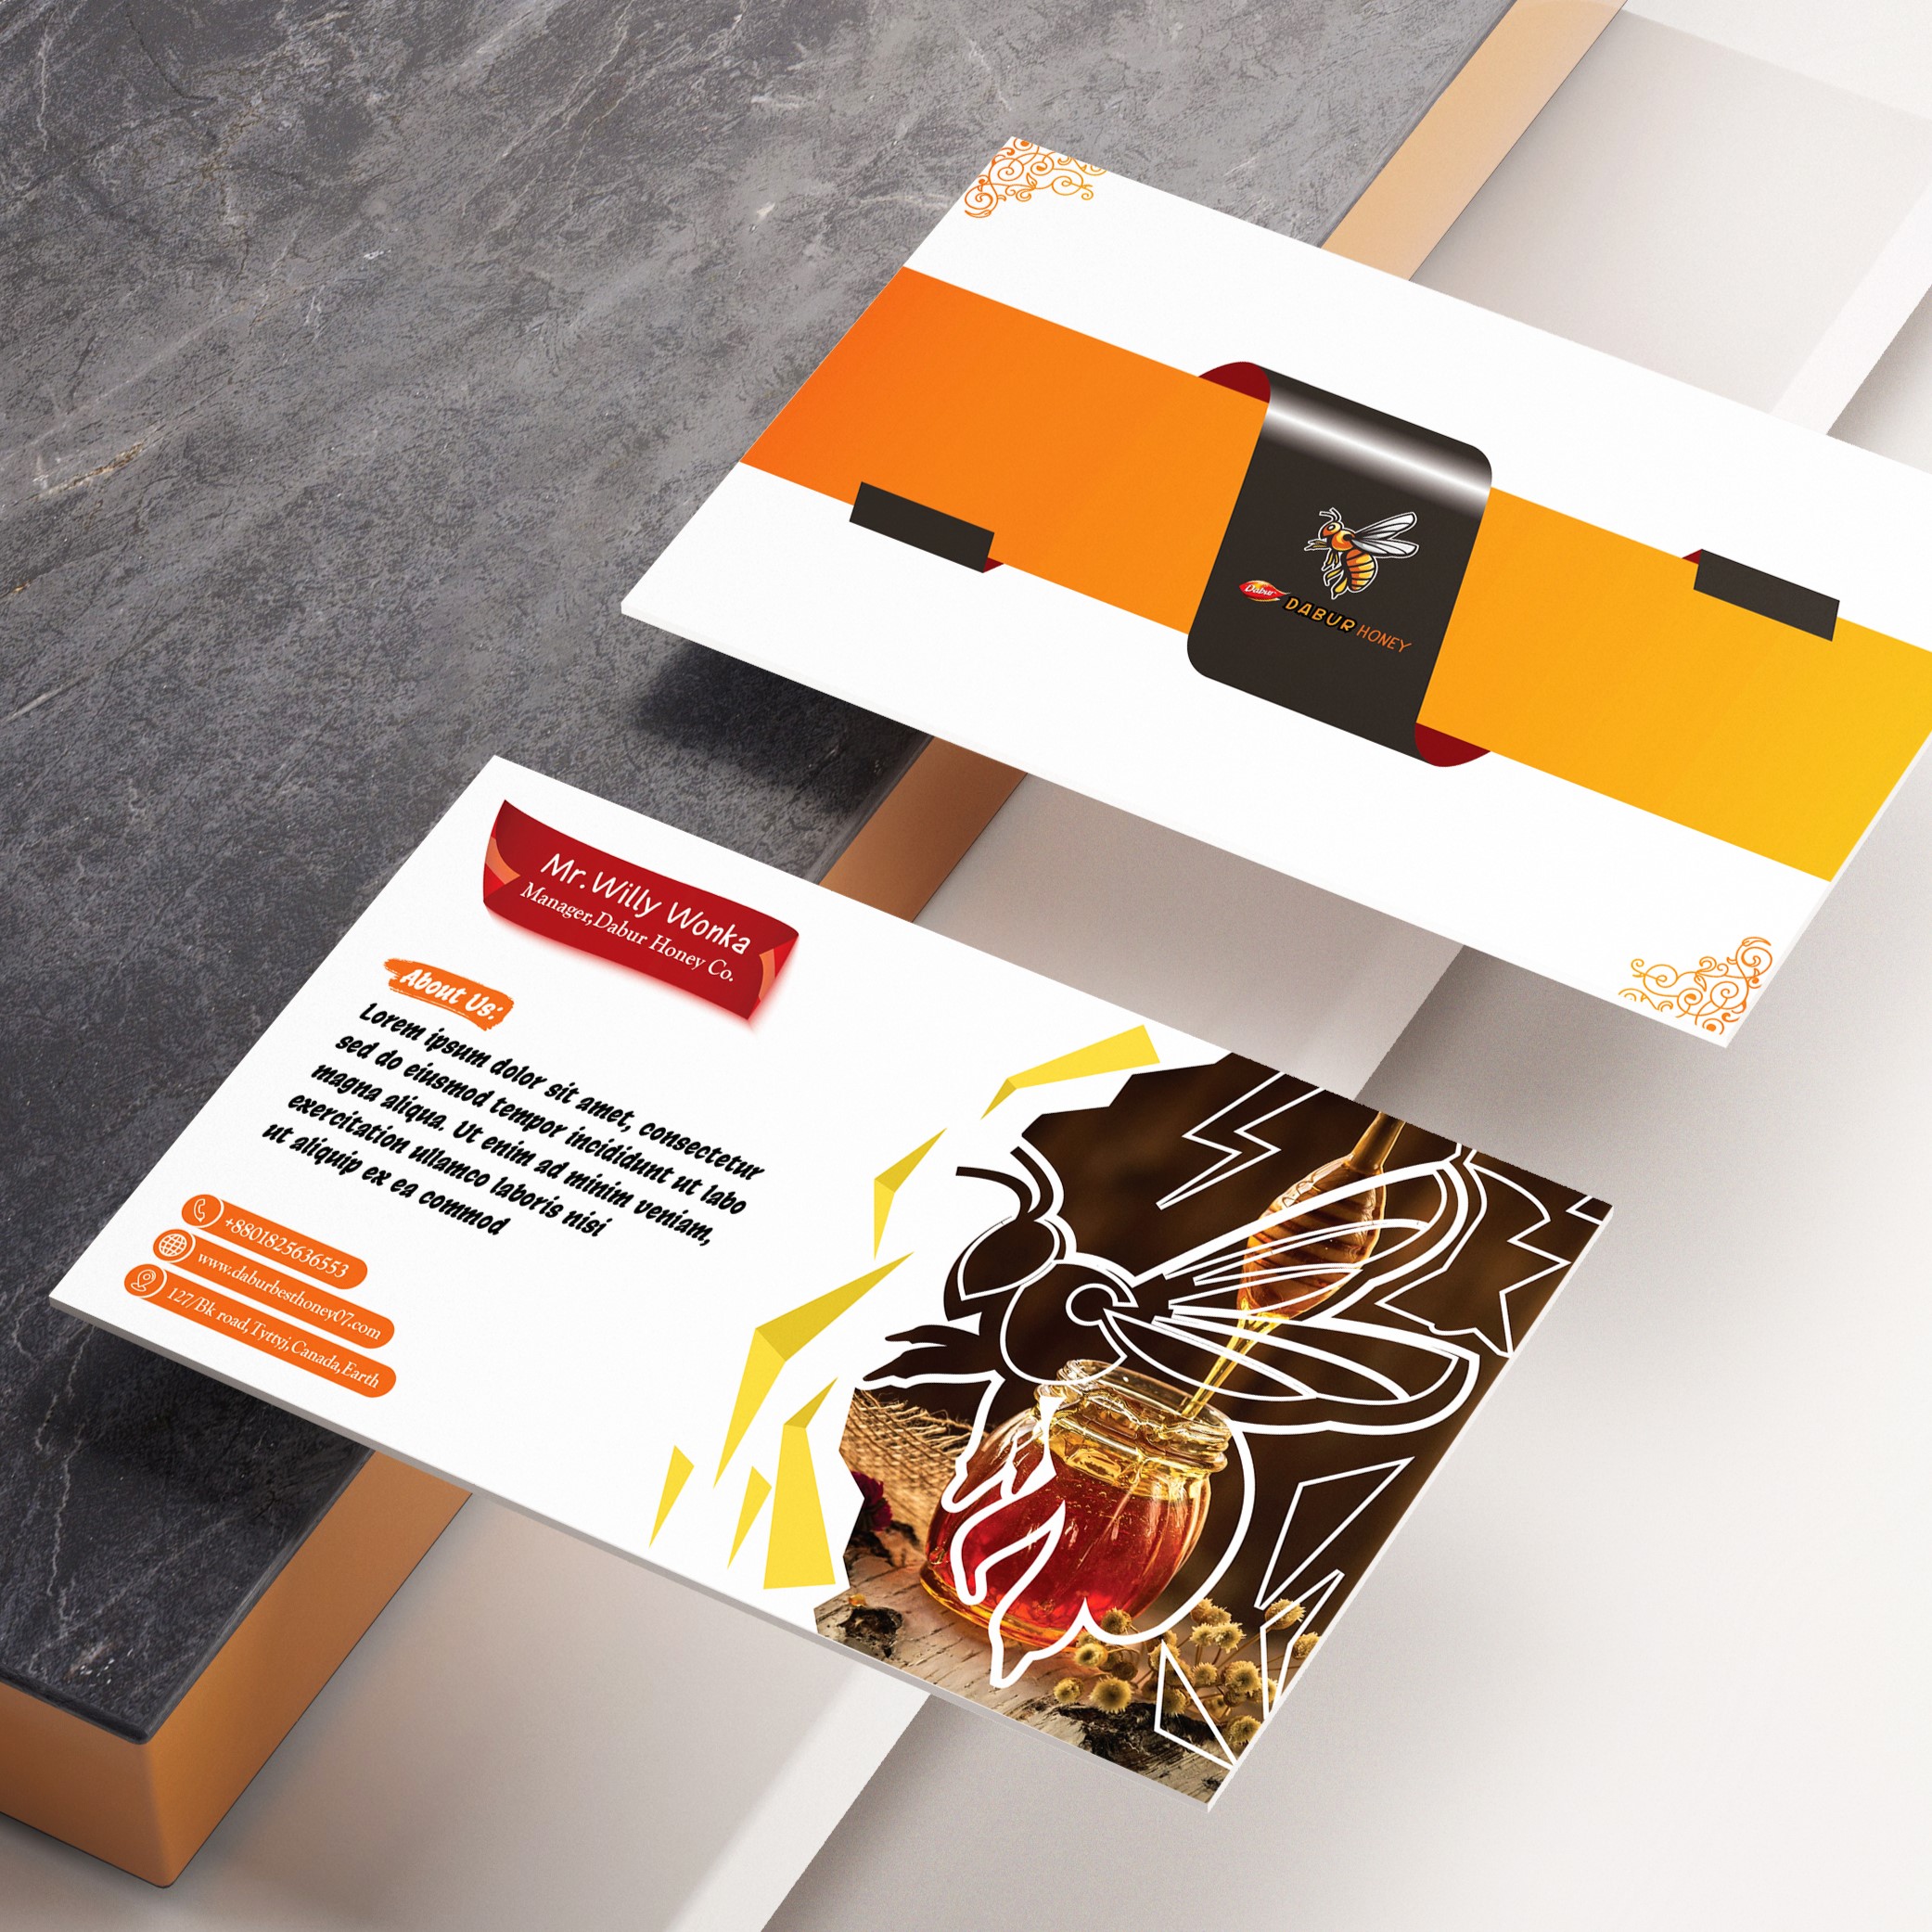 Dabur
DABUR HONEY
Mr.Willy Wonka
Manager,Dabur Honey Co.
About Us:
Lorem ipsum dolor sit amet, consectetur
sed do eiusmod tempor incididunt ut labo
magna aliqua. Ut enim ad minim veniam,
exercitation ullamco laboris nisi
ut aliquip ex ea commod
+8801825636553
www.daburbesthoney07.com
127/Bk road,Tyttyj,Canada,Earth